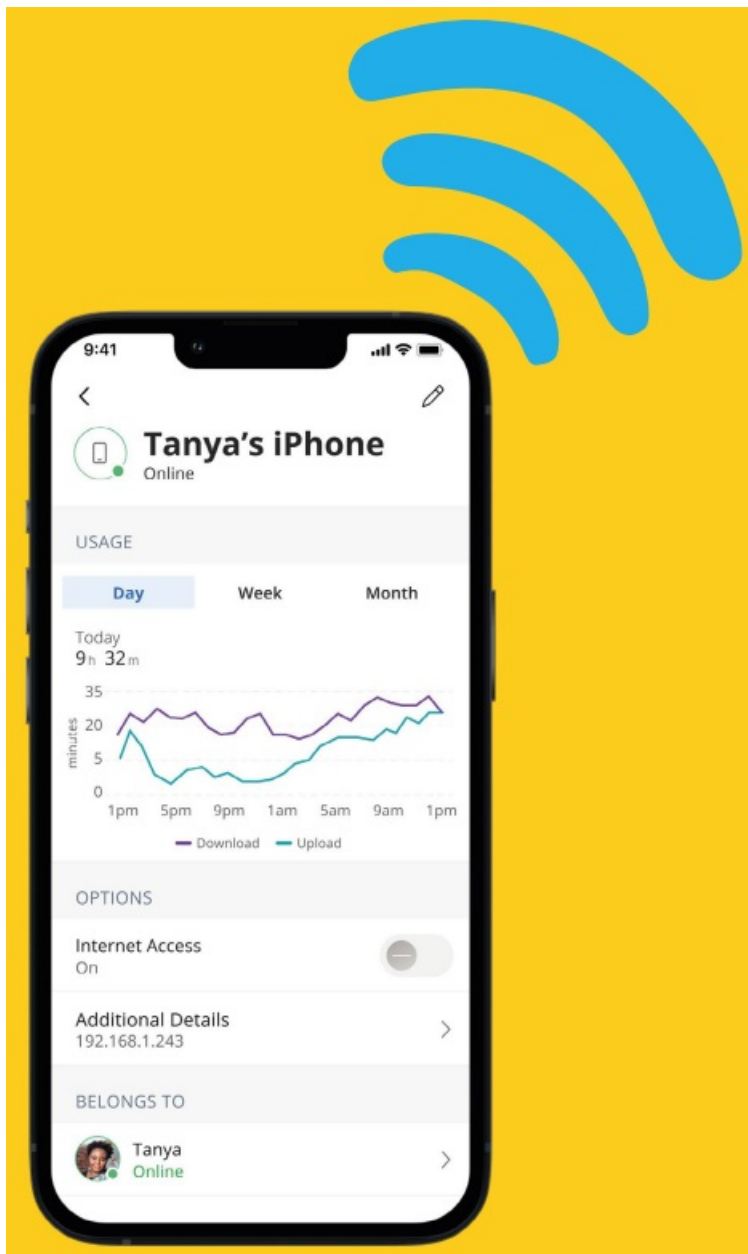 9:41
Tanya’s iPhone
Online
USAGE
Day Week Month
Today
9h 32m
minutes
35
20
5
0
1pm 5pm 9pm 1am 5am 9am 1pm
Download Upload
OPTIONS
Internet Access
On
Additional Details
192.168.1.243
BELONGS TO
Tanya
Online